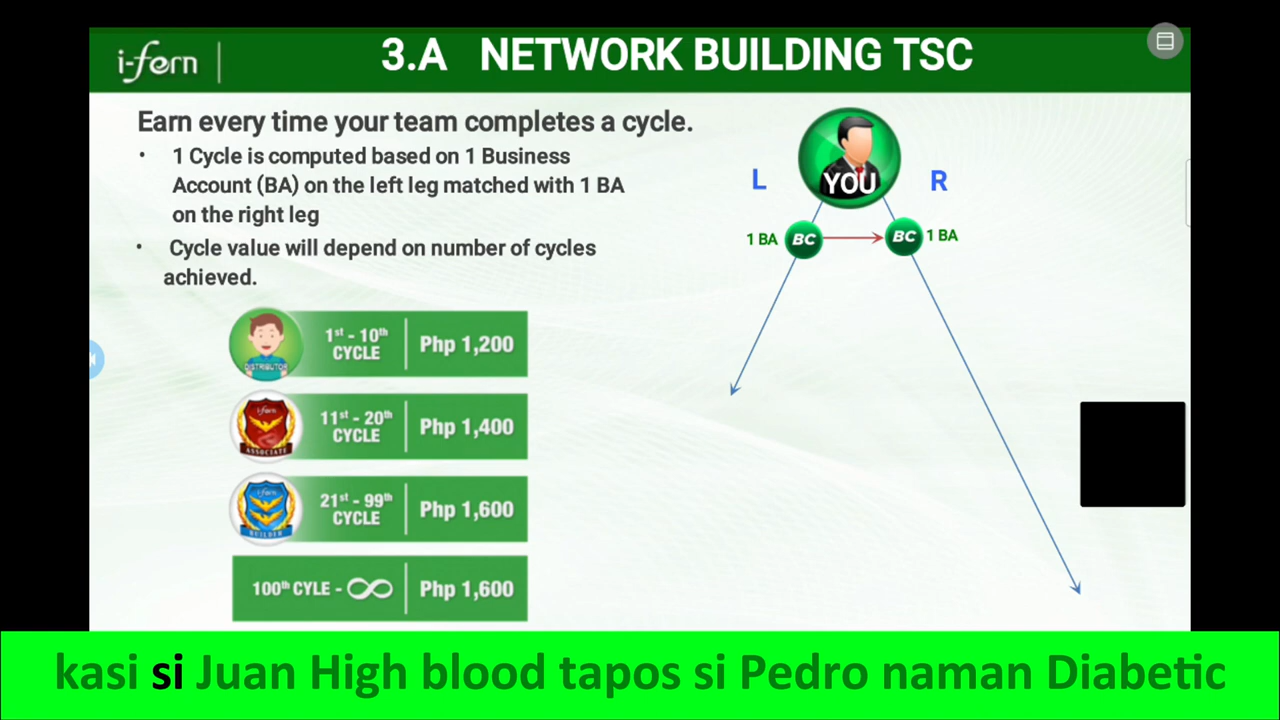 i-fern
3.A NETWORK BUILDING TSC
Earn every time your team completes a cycle.
• 1 Cycle is computed based on 1 Business
Account (BA) on the left leg matched with 1 BA
on the right leg
• Cycle value will depend on number of cycles
achieved.
DISTRIBUTOR
1st - 10th
CYCLE
Php 1,200
i-fern
ASSOCIATE
11st - 20th
CYCLE
Php 1,400
i-fern
BUILDER
21st - 99th
CYCLE
Php 1,600
100th CYLE - ∞
Php 1,600
L
YOU
R
1 BA
BC
BC
1 BA
kasi si Juan High blood tapos si Pedro naman Diabetic